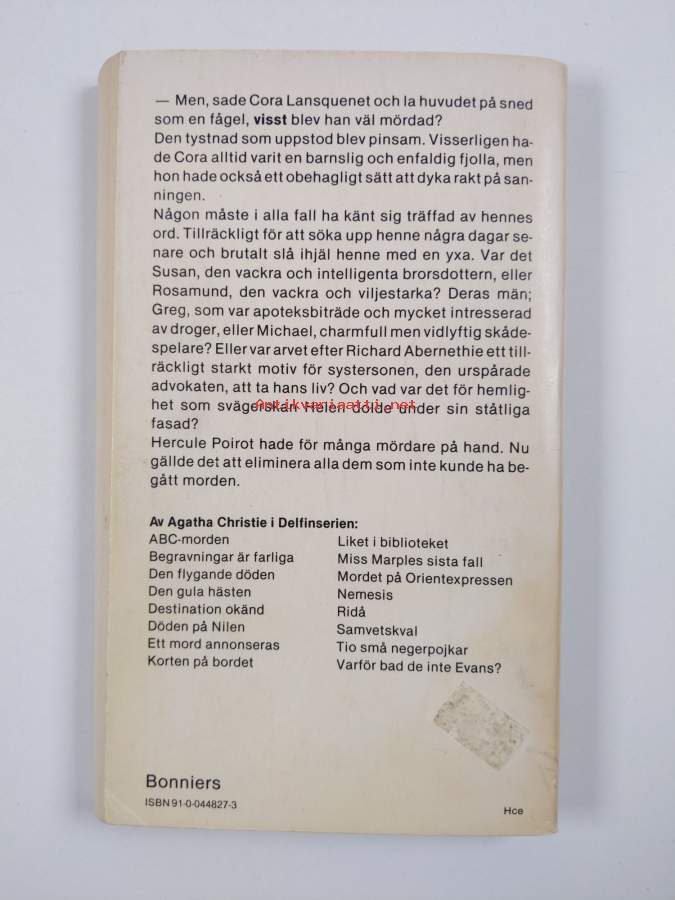 — Men, sade Cora Lansquenet och la huvudet på sned
som en fågel, visst blev han väl mördad?
Den tystnad som uppstod blev pinsam. Visserligen ha-
de Cora alltid varit en barnslig och enfaldig fjolla, men
hon hade också ett obehagligt sätt att dyka rakt på san-
ningen.
Någon måste i alla fall ha känt sig träffad av hennes
ord. Tillräckligt för att söka upp henne några dagar se-
nare och brutalt slå ihjäl henne med en yxa. Var det
Susan, den vackra och intelligenta brorsdottern, eller
Rosamund, den vackra och viljestarka? Deras män;
Greg, som var apoteksbiträde och mycket intresserad
av droger, eller Michael, charmfull men vidlyftig skåde-
spelare? Eller var arvet efter Richard Abernethie ett till-
räckligt starkt motiv för systersonen, den urspårade
advokaten, att ta hans liv? Och vad var det för hemlig-
het som svägerskan Helen dolde under sin ståtliga
Antikvariaatti.net
fasad?
Hercule Poirot hade för många mördare på hand. Nu
gällde det att eliminera alla dem som inte kunde ha be-
gått morden.
Av Agatha Christie i Delfinserien:
ABC-morden
Begravningar är farliga
Den flygande döden
Den gula hästen
Destination okänd
Döden på Nilen
Ett mord annonseras
Korten på bordet
Liket i biblioteket
Miss Marples sista fall
Mordet på Orientexpressen
Nemesis
Ridå
Samvetskval
Tio små negerpojkar
Varför bad de inte Evans?
Bonniers
ISBN 91-0-044827-3
Hce